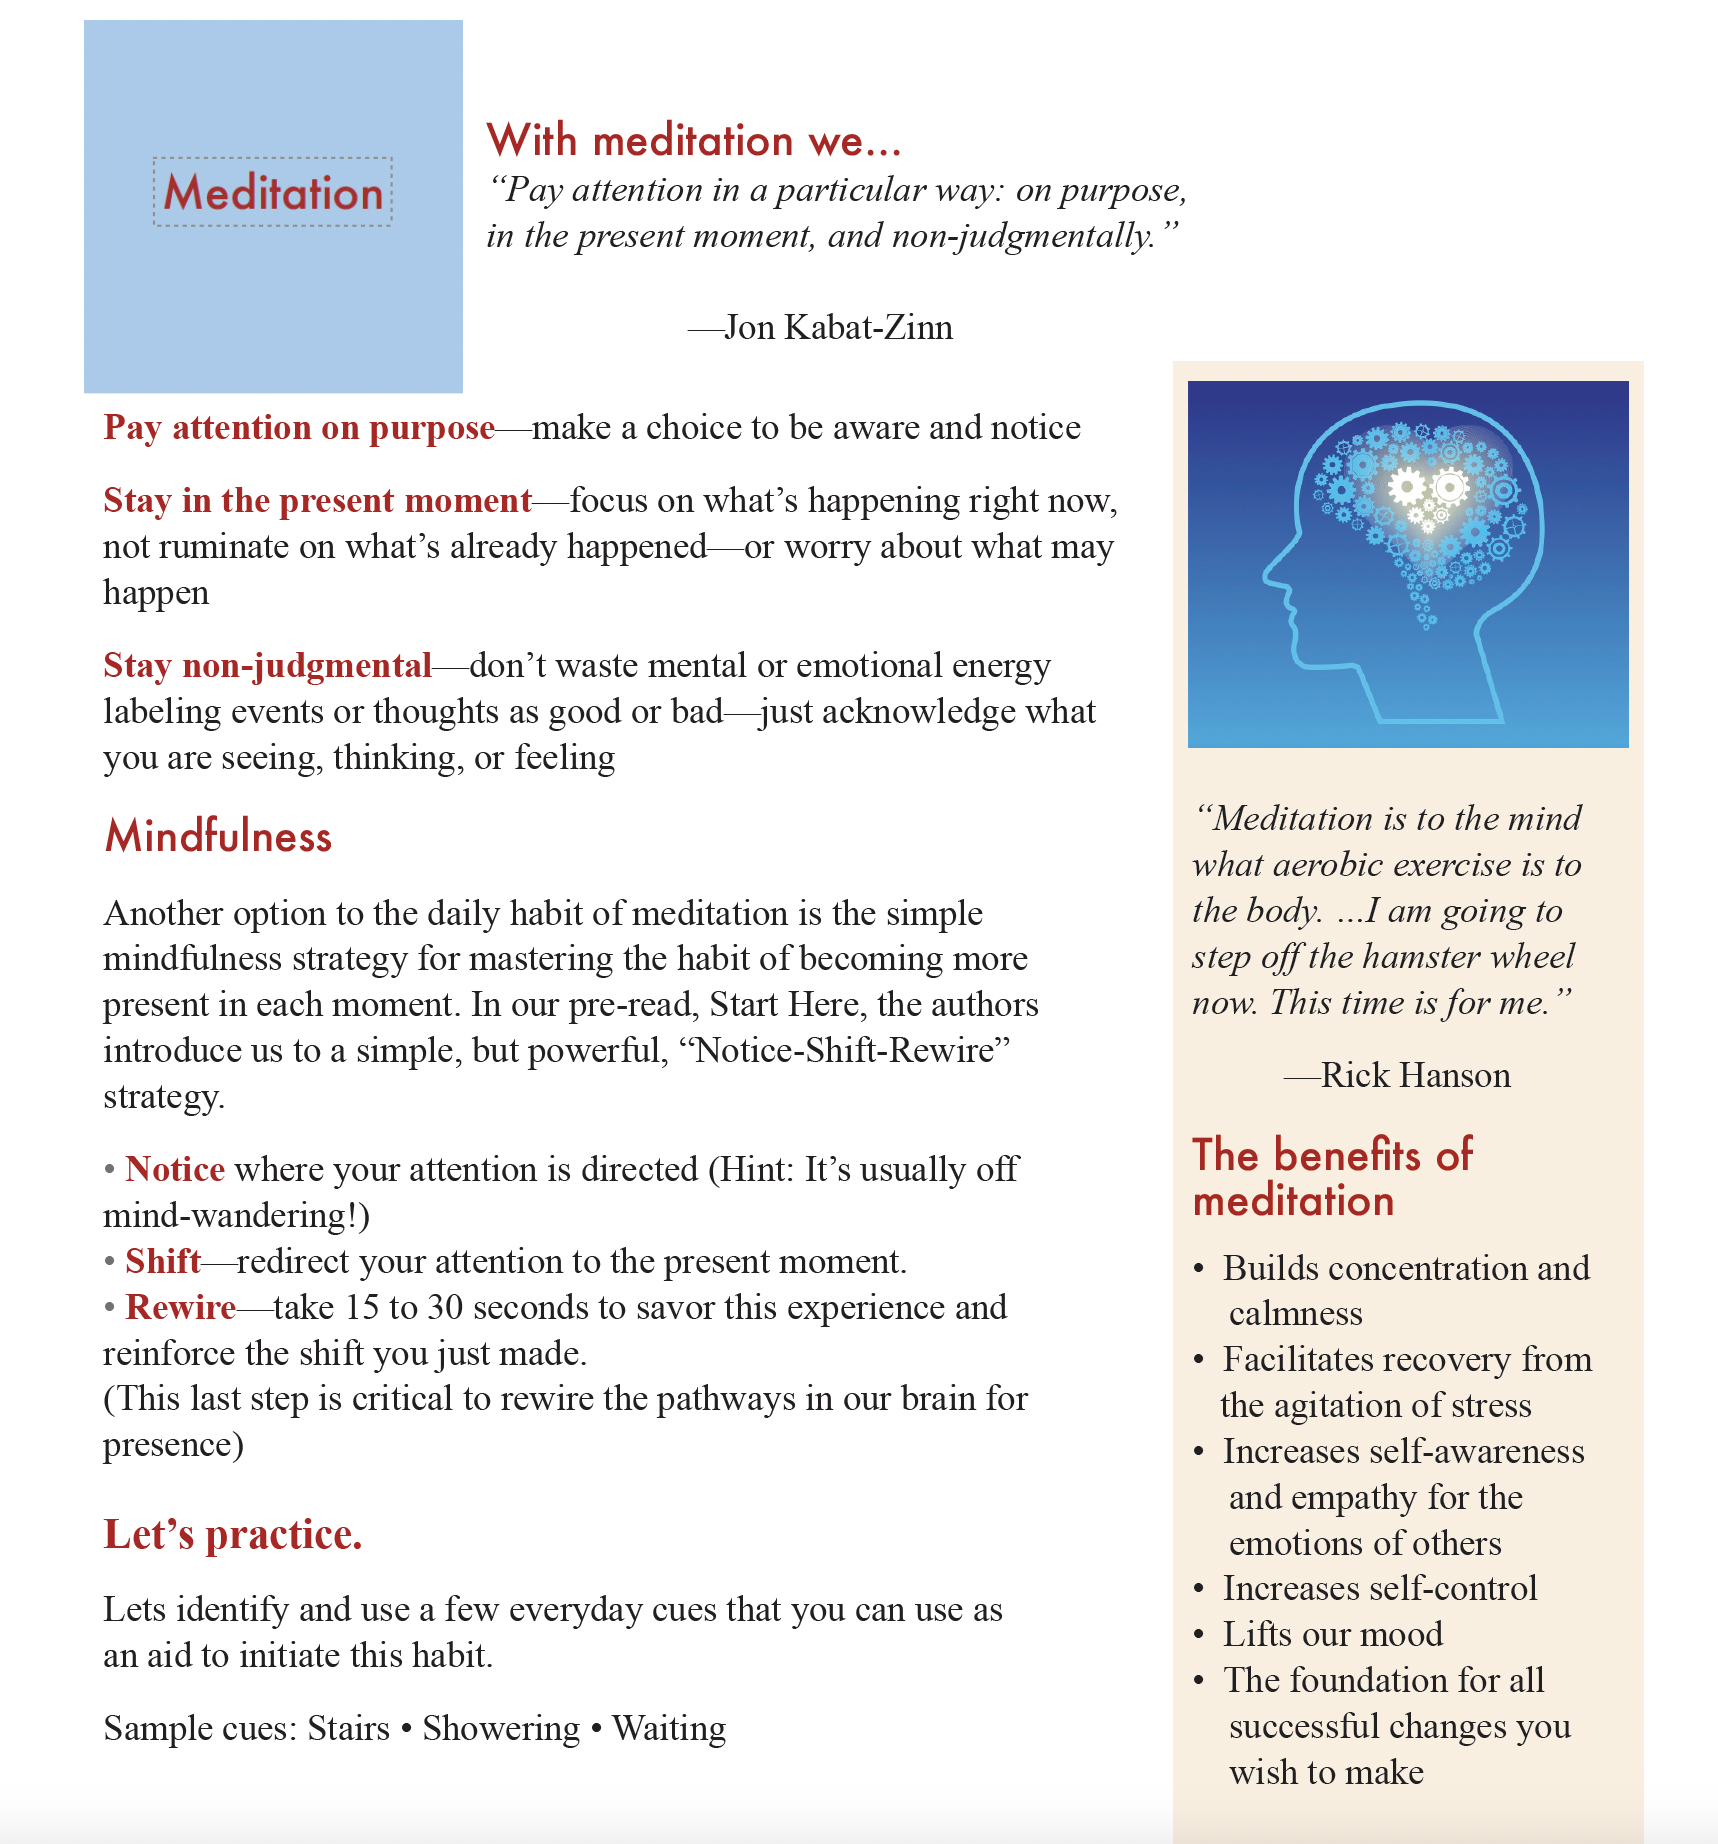 Meditation
With meditation we...
“Pay attention in a particular way: on purpose,
in the present moment, and non-judgmentally.”
—Jon Kabat-Zinn
Pay attention on purpose—make a choice to be aware and notice
Stay in the present moment—focus on what’s happening right now,
not ruminate on what’s already happened—or worry about what may
happen
Stay non-judgmental—don’t waste mental or emotional energy
labeling events or thoughts as good or bad—just acknowledge what
you are seeing, thinking, or feeling
Mindfulness
Another option to the daily habit of meditation is the simple
mindfulness strategy for mastering the habit of becoming more
present in each moment. In our pre-read, Start Here, the authors
introduce us to a simple, but powerful, “Notice-Shift-Rewire”
strategy.
• Notice where your attention is directed (Hint: It’s usually off
mind-wandering!)
• Shift—redirect your attention to the present moment.
• Rewire—take 15 to 30 seconds to savor this experience and
reinforce the shift you just made.
(This last step is critical to rewire the pathways in our brain for
presence)
Let’s practice.
Lets identify and use a few everyday cues that you can use as
an aid to initiate this habit.
Sample cues: Stairs • Showering • Waiting
“Meditation is to the mind
what aerobic exercise is to
the body. ...I am going to
step off the hamster wheel
now. This time is for me.”
—Rick Hanson
The benefits of
meditation
• Builds concentration and
calmness
• Facilitates recovery from
the agitation of stress
• Increases self-awareness
and empathy for the
emotions of others
• Increases self-control
• Lifts our mood
• The foundation for all
successful changes you
wish to make